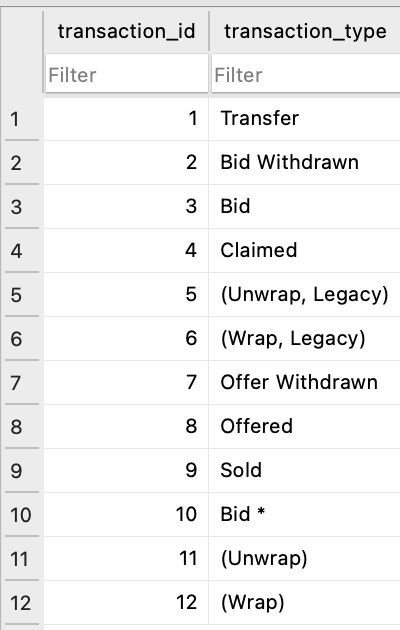 transaction_id transaction_type
Filter Filter
1 1 Transfer
2 2 Bid Withdrawn
3 3 Bid
4 4 Claimed
5 5 (Unwrap, Legacy)
6 6 (Wrap, Legacy)
7 7 Offer Withdrawn
8 8 Offered
9 9 Sold
10 10 Bid *
11 11 (Unwrap)
12 12 (Wrap)